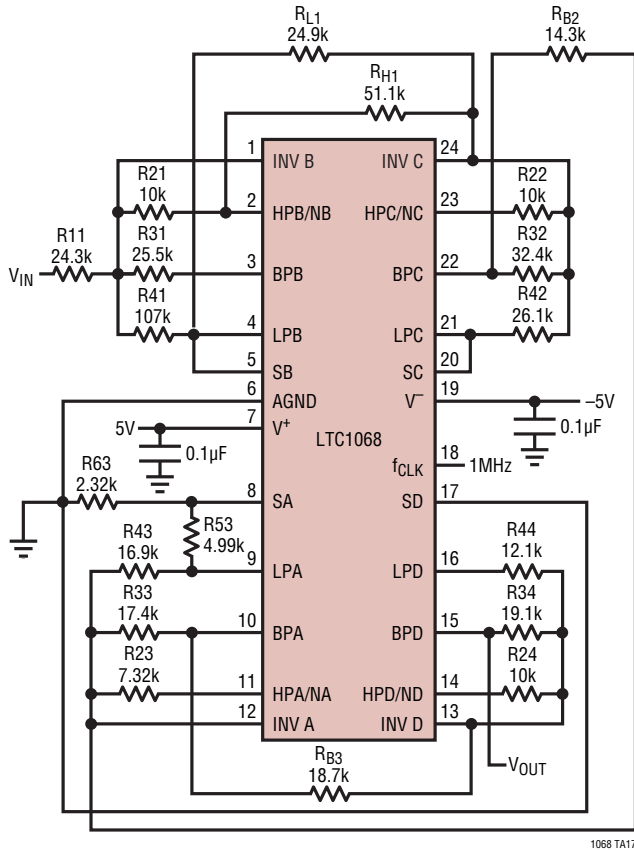 RL1
24.9k
RB2
14.3k
RH1
51.1k
1
INV B
INV C
24
R21
10k
R22
10k
2
HPB/NB
HPC/NC
23
R11
24.3k
R31
25.5k
R32
32.4k
VIN
3
BPB
BPC
22
R41
107k
R42
26.1k
4
LPB
LPC
21
5
SB
SC
20
6
AGND
V−
19
–5V
5V
7
V+
LTC1068
0.1µF
0.1µF
fCLK
18
1MHz
R63
2.32k
8
SA
SD
17
R53
4.99k
R43
16.9k
R44
12.1k
9
LPA
LPD
16
R33
17.4k
R34
19.1k
10
BPA
BPD
15
R23
7.32k
R24
10k
11
HPA/NA
HPD/ND
14
12
INV A
INV D
13
RB3
18.7k
VOUT
1068 TA17